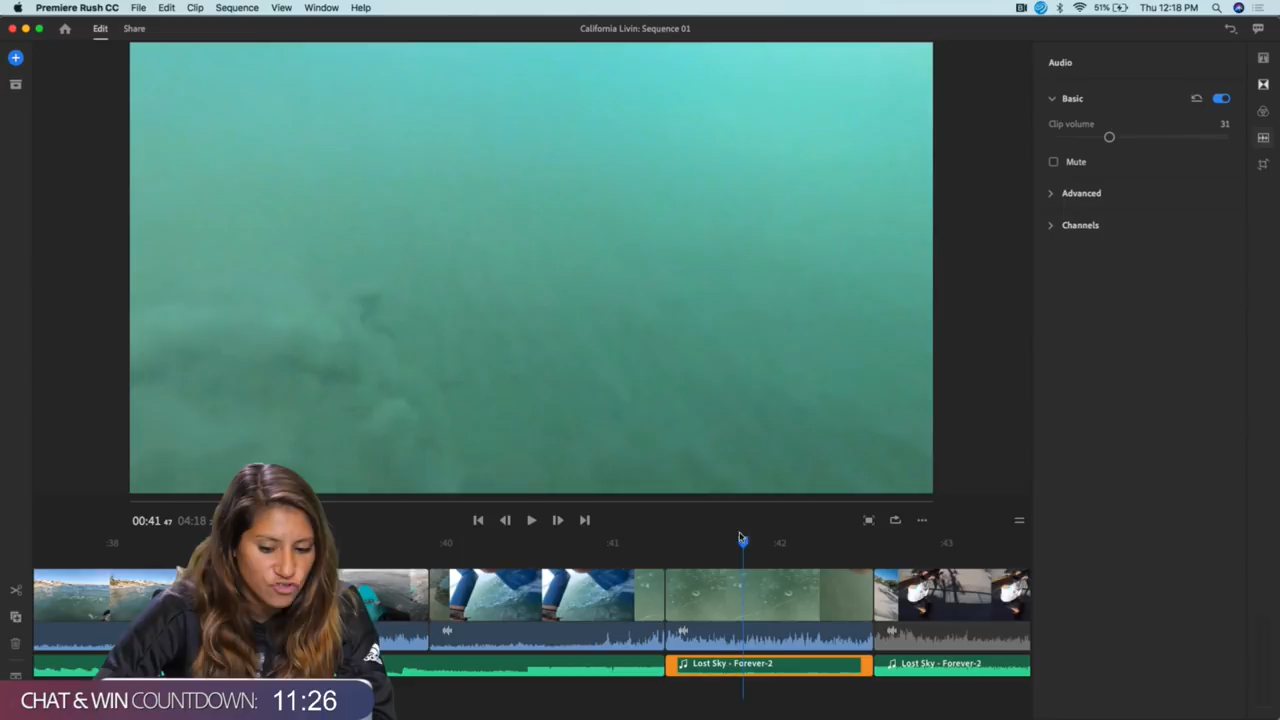 Premiere Rush CC File Edit Clip Sequence View Window Help 51% Thu 12:18 PM
Edit Share California Livin: Sequence 01
Audio
Basic
Clip volume 31
Mute
Advanced
Channels
00:41 47 04:18
:38 :40 :41 :42 :43
Lost Sky - Forever-2 Lost Sky - Forever-2
CHAT & WIN COUNTDOWN: 11:26